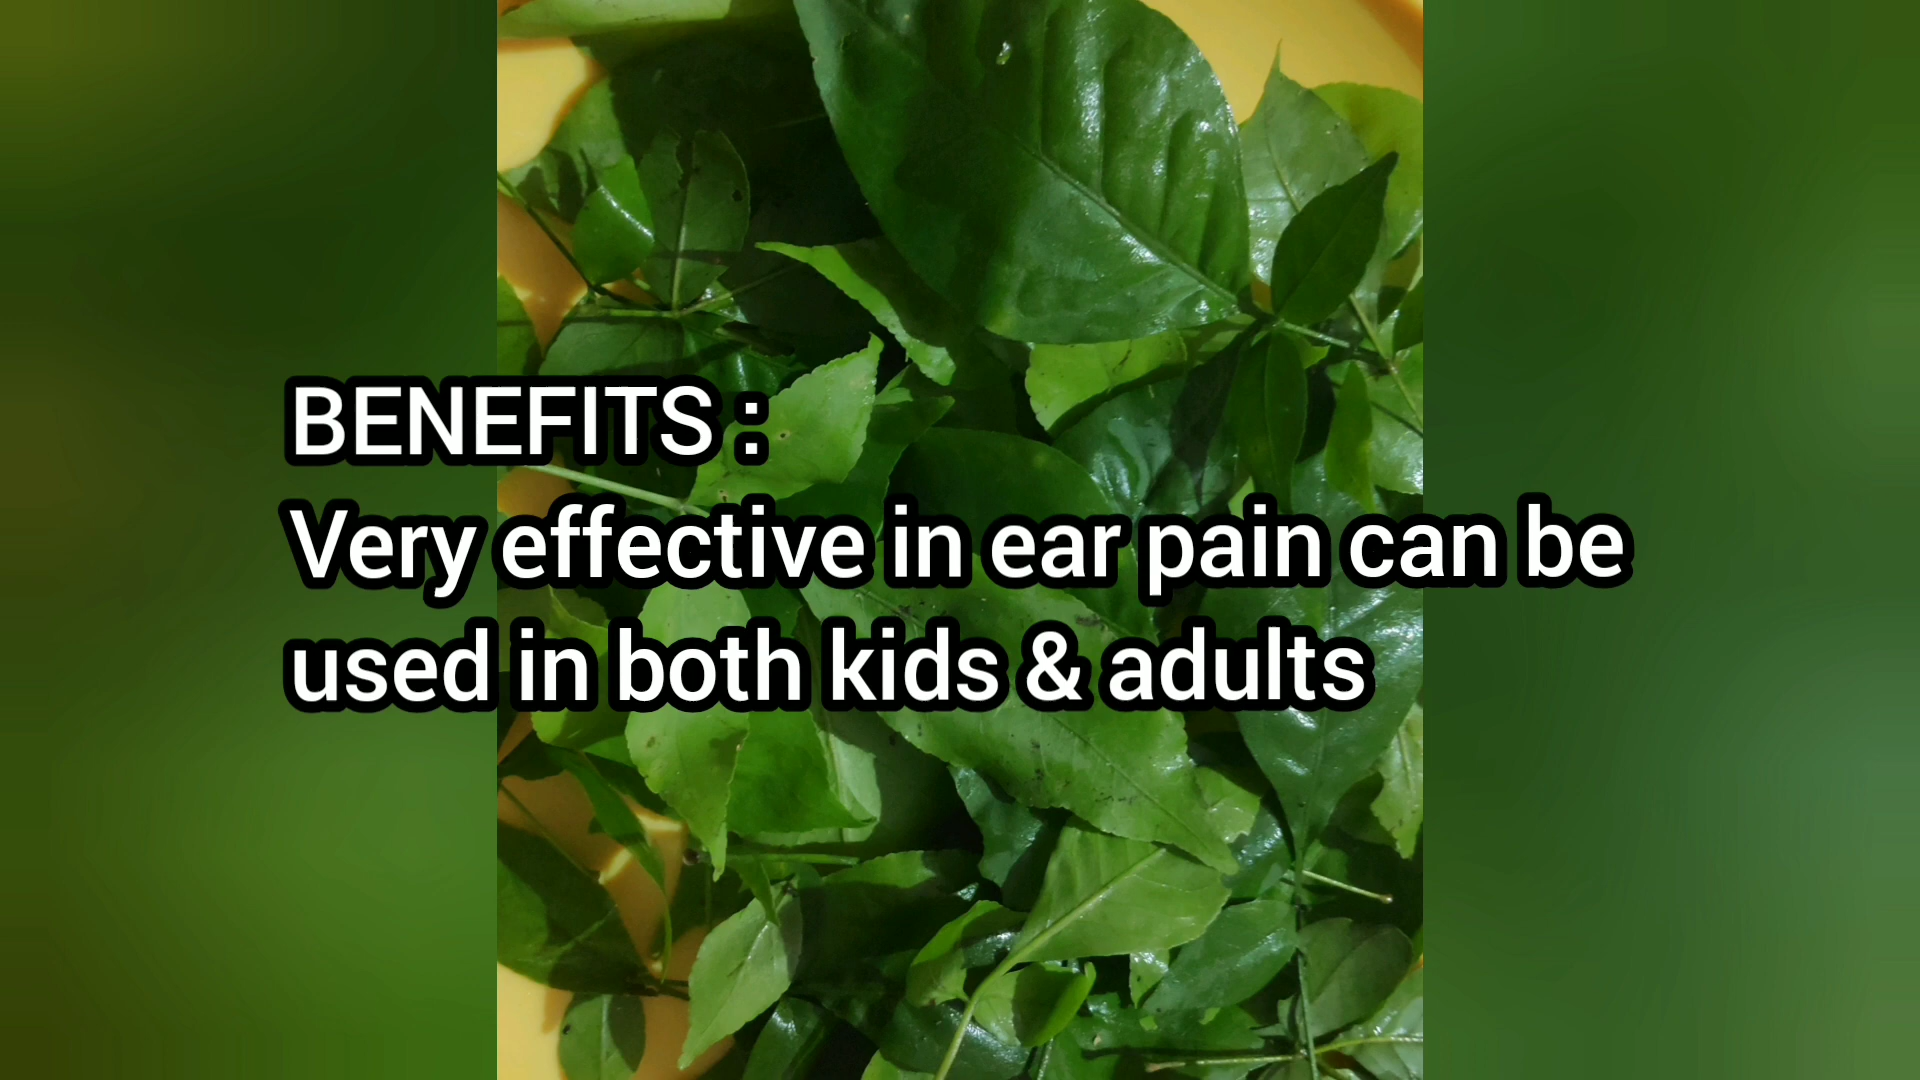 BENEFITS :
Very effective in ear pain can be
used in both kids & adults